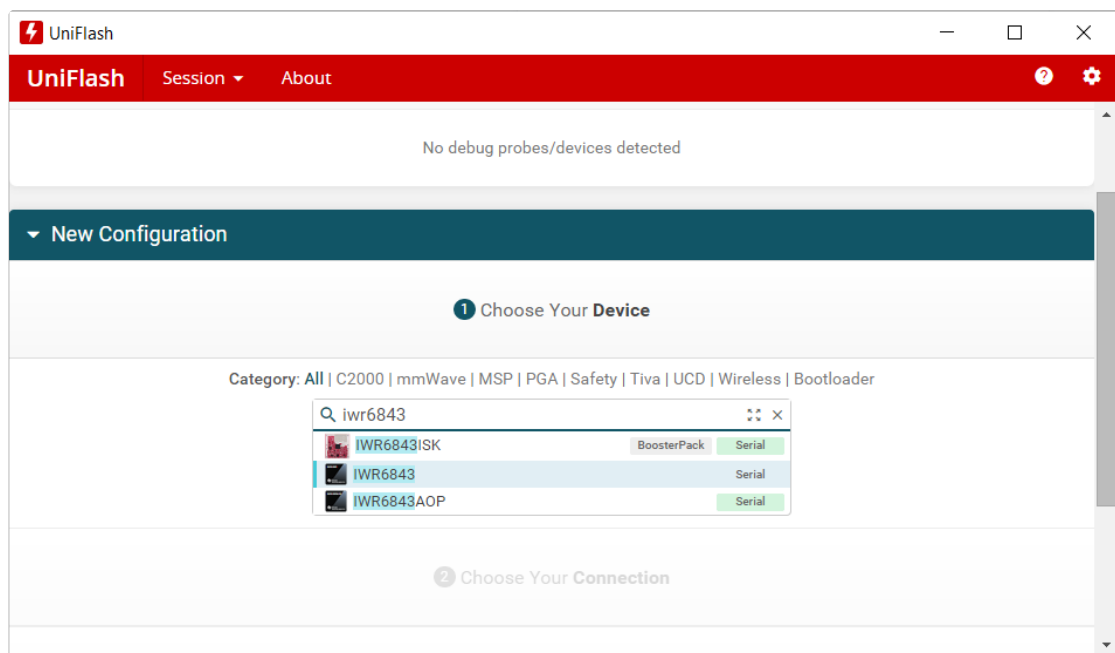 UniFlash
UniFlash Session About
No debug probes/devices detected
New Configuration
1 Choose Your Device
Category: All | C2000 | mmWave | MSP | PGA | Safety | Tiva | UCD | Wireless | Bootloader
iwr6843
IWR6843ISK BoosterPack Serial
IWR6843 Serial
IWR6843AOP Serial
2 Choose Your Connection